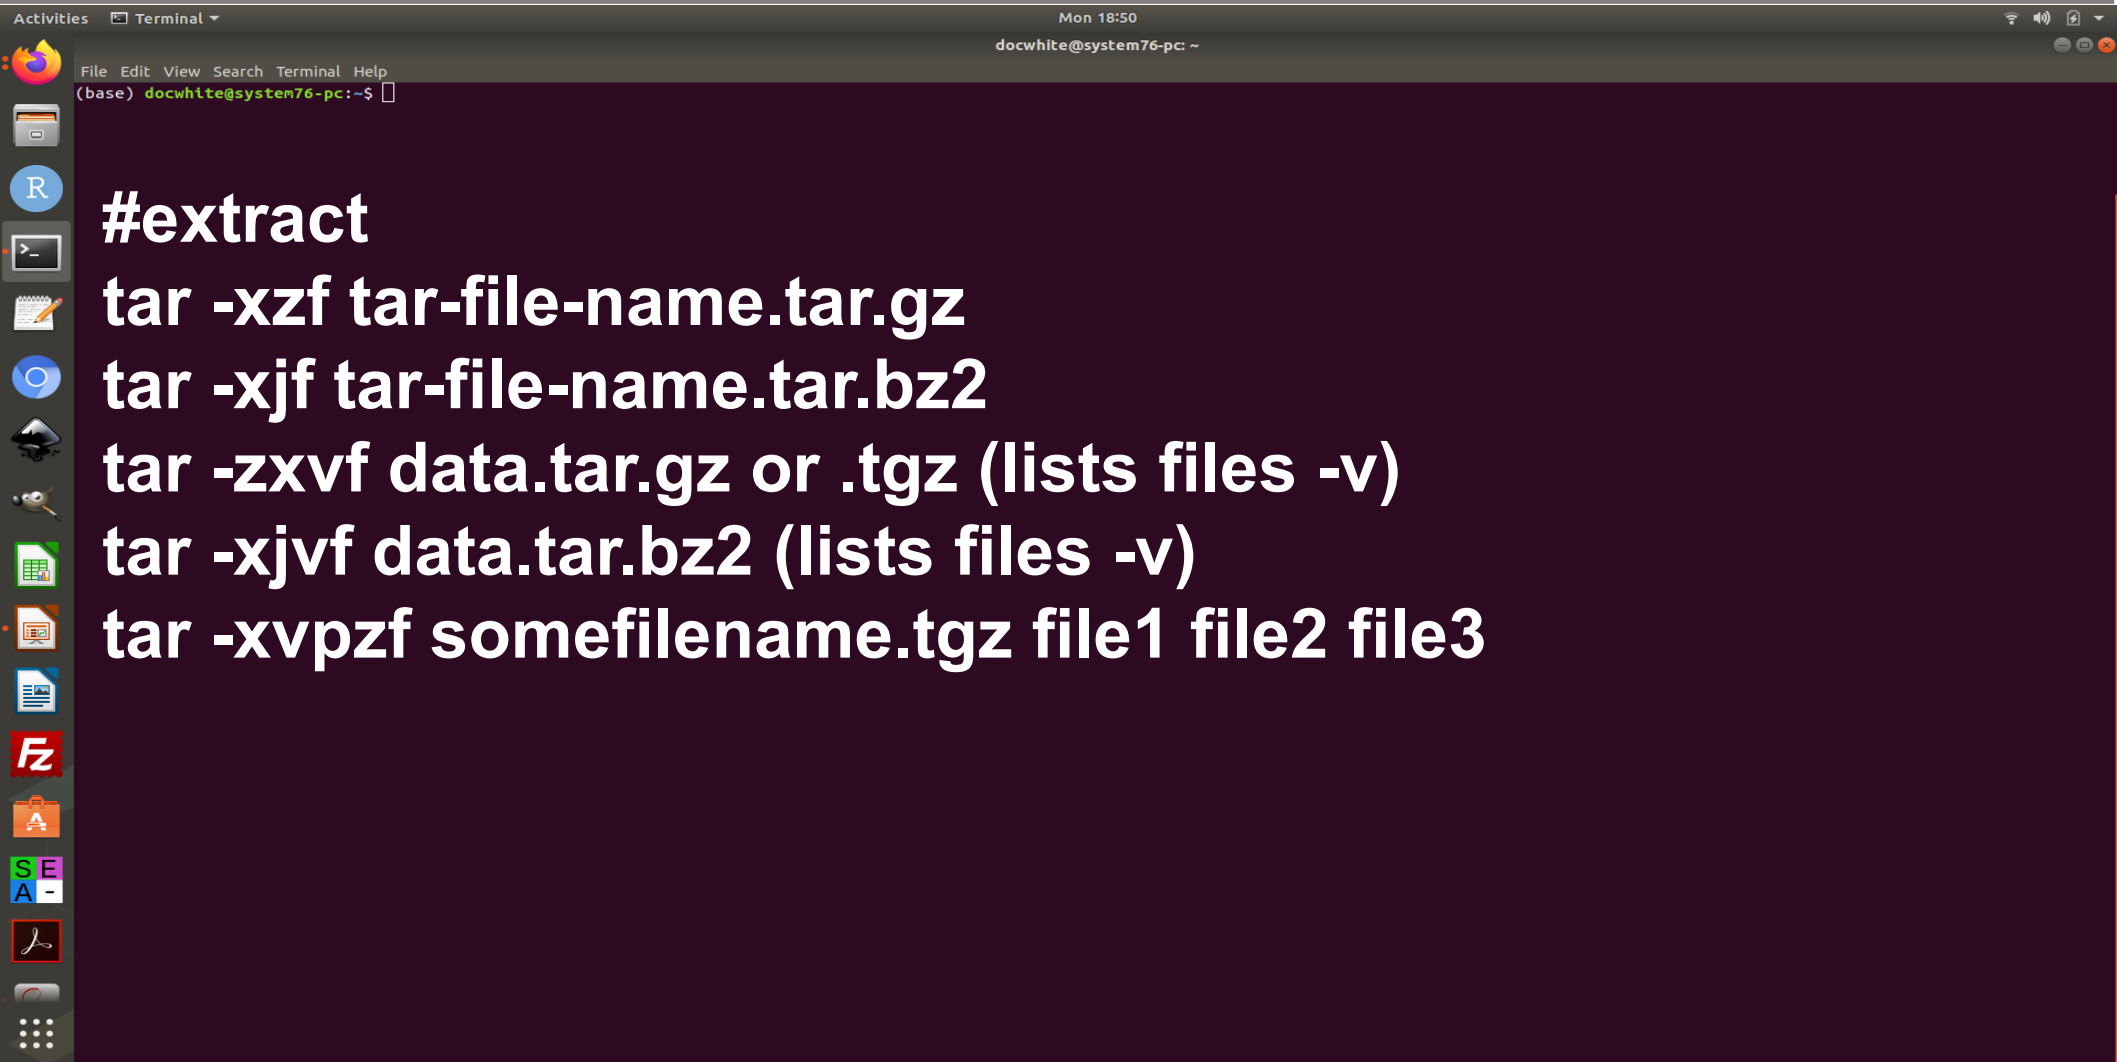 Activities Terminal Mon 18:50
docwhite@system76-pc: ~
File Edit View Search Terminal Help
(base) docwhite@system76-pc:~$
R
#extract
tar -xzf tar-file-name.tar.gz
tar -xjf tar-file-name.tar.bz2
tar -zxvf data.tar.gz or .tgz (lists files -v)
tar -xjvf data.tar.bz2 (lists files -v)
tar -xvpzf somefilename.tgz file1 file2 file3
Fz
A
SE
A-